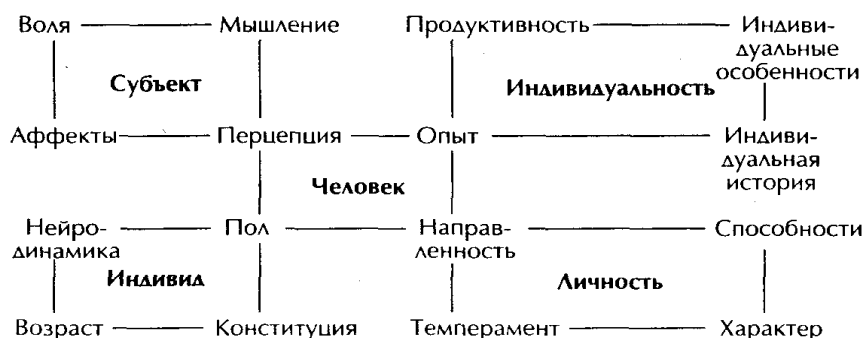 Воля Мышление Продуктивность Индиви-
дуальные
особенности
Субъект Индивидуальность
Аффекты Перцепция Опыт Индиви-
дуальная
история
Человек
Нейро-
динамика Пол Направ-
ленность Способности
Индивид Личность
Возраст Конституция Темперамент Характер